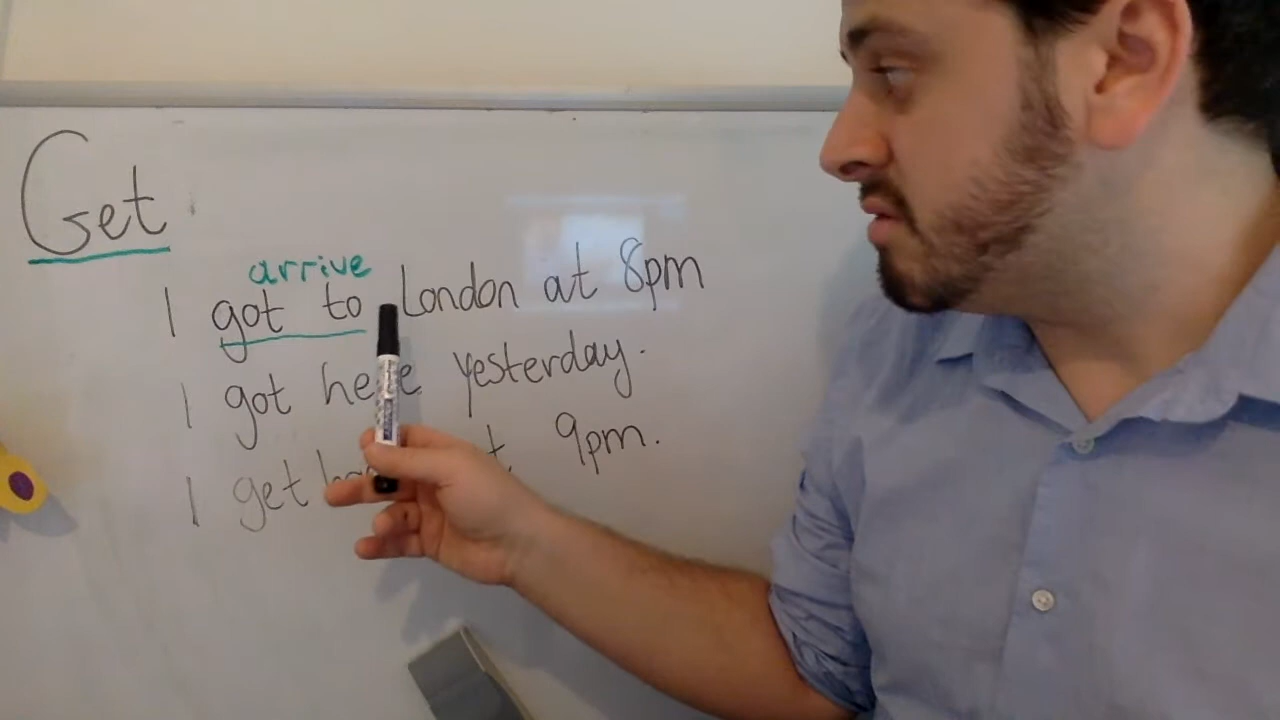 Get
arrive
I got to London at 8pm
I got here yesterday.
I get 9pm.